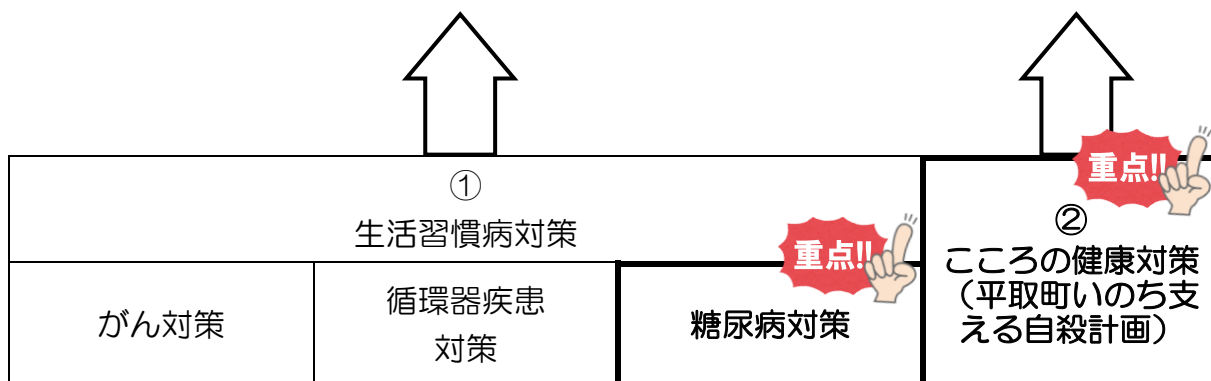 ①
生活習慣病対策
重点!!
がん対策
循環器疾患
対策
糖尿病対策
重点!!
②
こころの健康対策
（平取町いのち支
える自殺計画）